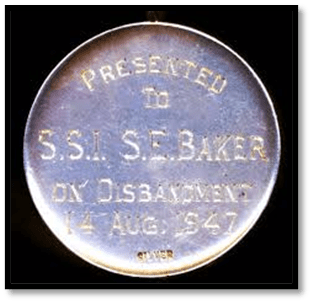 PRESENTED
TO
S.S.I. S.E. BAKER
ON DISBANDMENT
14 AUG. 1947
SILVER